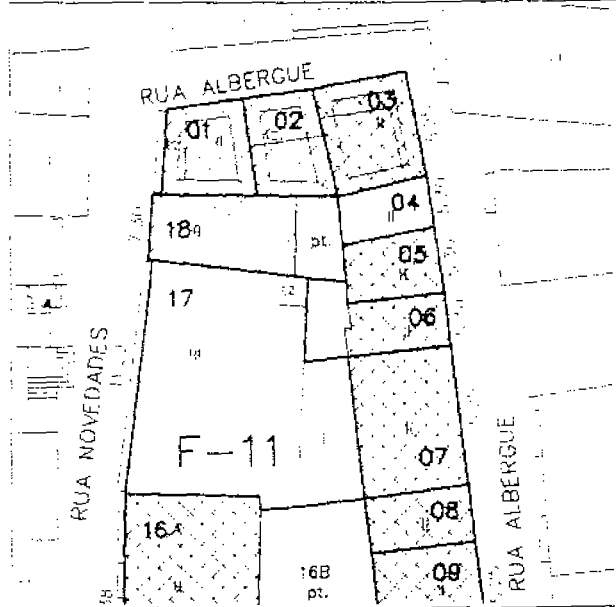 RUA ALBERGUE
01
02
03
04
18A
pt.
05
17
06
RUA NOVEDADES
F-11
07
RUA ALBERGUE
16A
08
16B
pt.
09